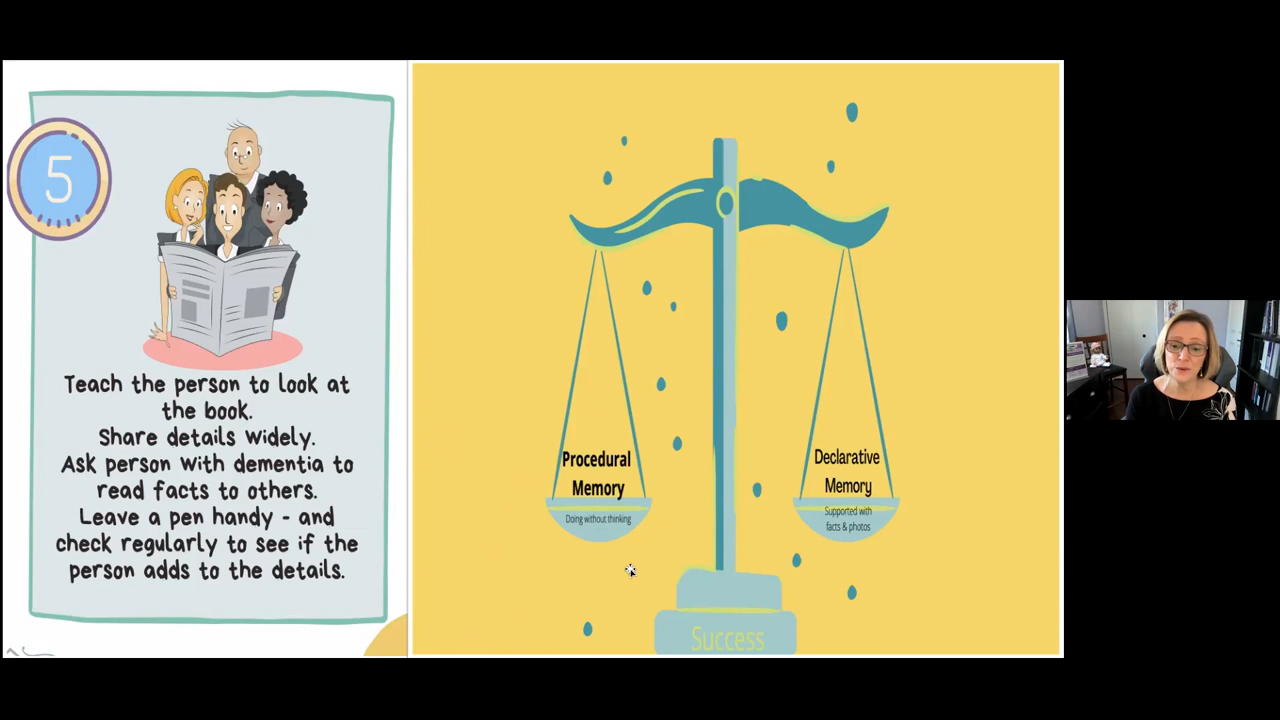 5
Teach the person to look at
the book.
Share details widely.
Ask person with dementia to
read facts to others.
Leave a pen handy - and
check regularly to see if the
person adds to the details.
Procedural
Memory
Doing without thinking
Declarative
Memory
Supported with
facts & photos
Success